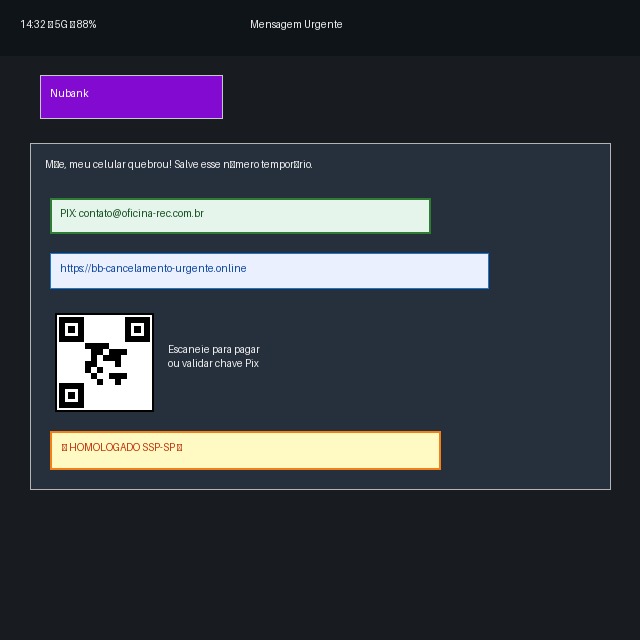 14:32 5G 88%
Mensagem Urgente
Nubank
M□e, meu celular quebrou! Salve esse n□mero tempor□rio.
PIX: contato@oficina-rec.com.br
https://bb-cancelamento-urgente.online
Escaneie para pagar
ou validar chave Pix
HOMOLOGADO SSP-SP